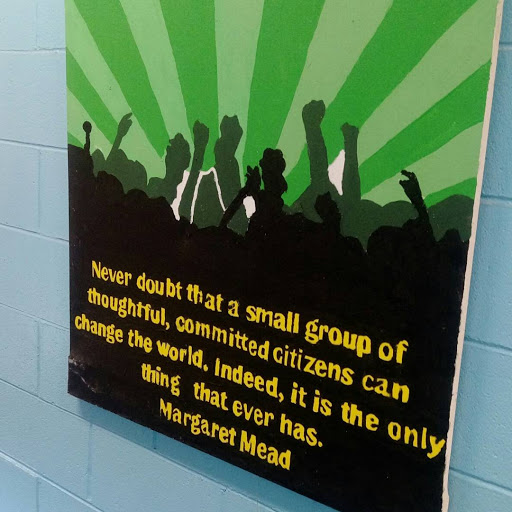 Never doubt that a small group of
thoughtful, committed citizens can
change the world. Indeed, it is the only
thing that ever has.
Margaret Mead